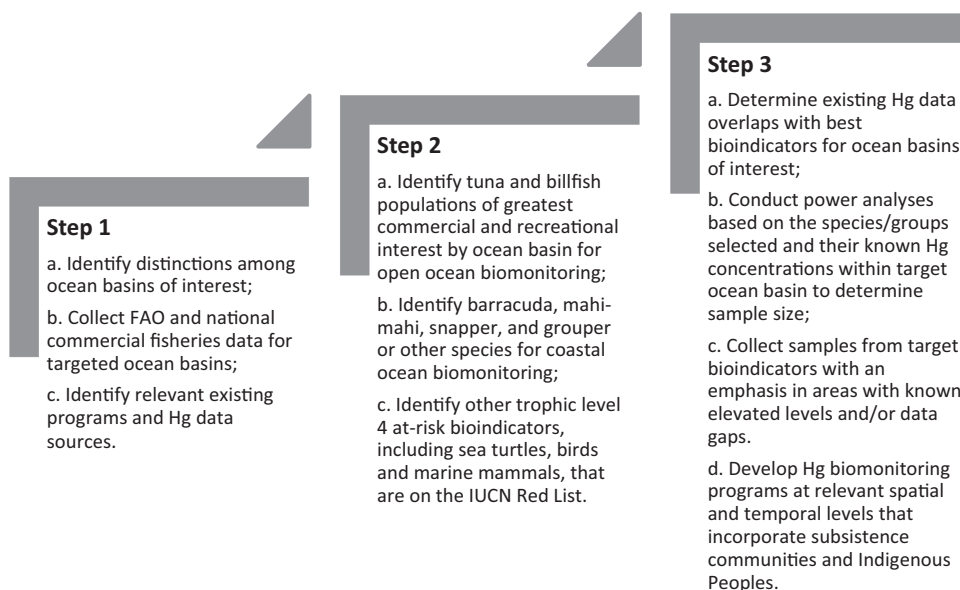 Step 1
a. Identify distinctions among
ocean basins of interest;
b. Collect FAO and national
commercial fisheries data for
targeted ocean basins;
c. Identify relevant existing
programs and Hg data
sources.
Step 2
a. Identify tuna and billfish
populations of greatest
commercial and recreational
interest by ocean basin for
open ocean biomonitoring;
b. Identify barracuda, mahi-
mahi, snapper, and grouper
or other species for coastal
ocean biomonitoring;
c. Identify other trophic level
4 at-risk bioindicators,
including sea turtles, birds
and marine mammals, that
are on the IUCN Red List.
Step 3
a. Determine existing Hg data
overlaps with best
bioindicators for ocean basins
of interest;
b. Conduct power analyses
based on the species/groups
selected and their known Hg
concentrations within target
ocean basin to determine
sample size;
c. Collect samples from target
bioindicators with an
emphasis in areas with known
elevated levels and/or data
gaps.
d. Develop Hg biomonitoring
programs at relevant spatial
and temporal levels that
incorporate subsistence
communities and Indigenous
Peoples.